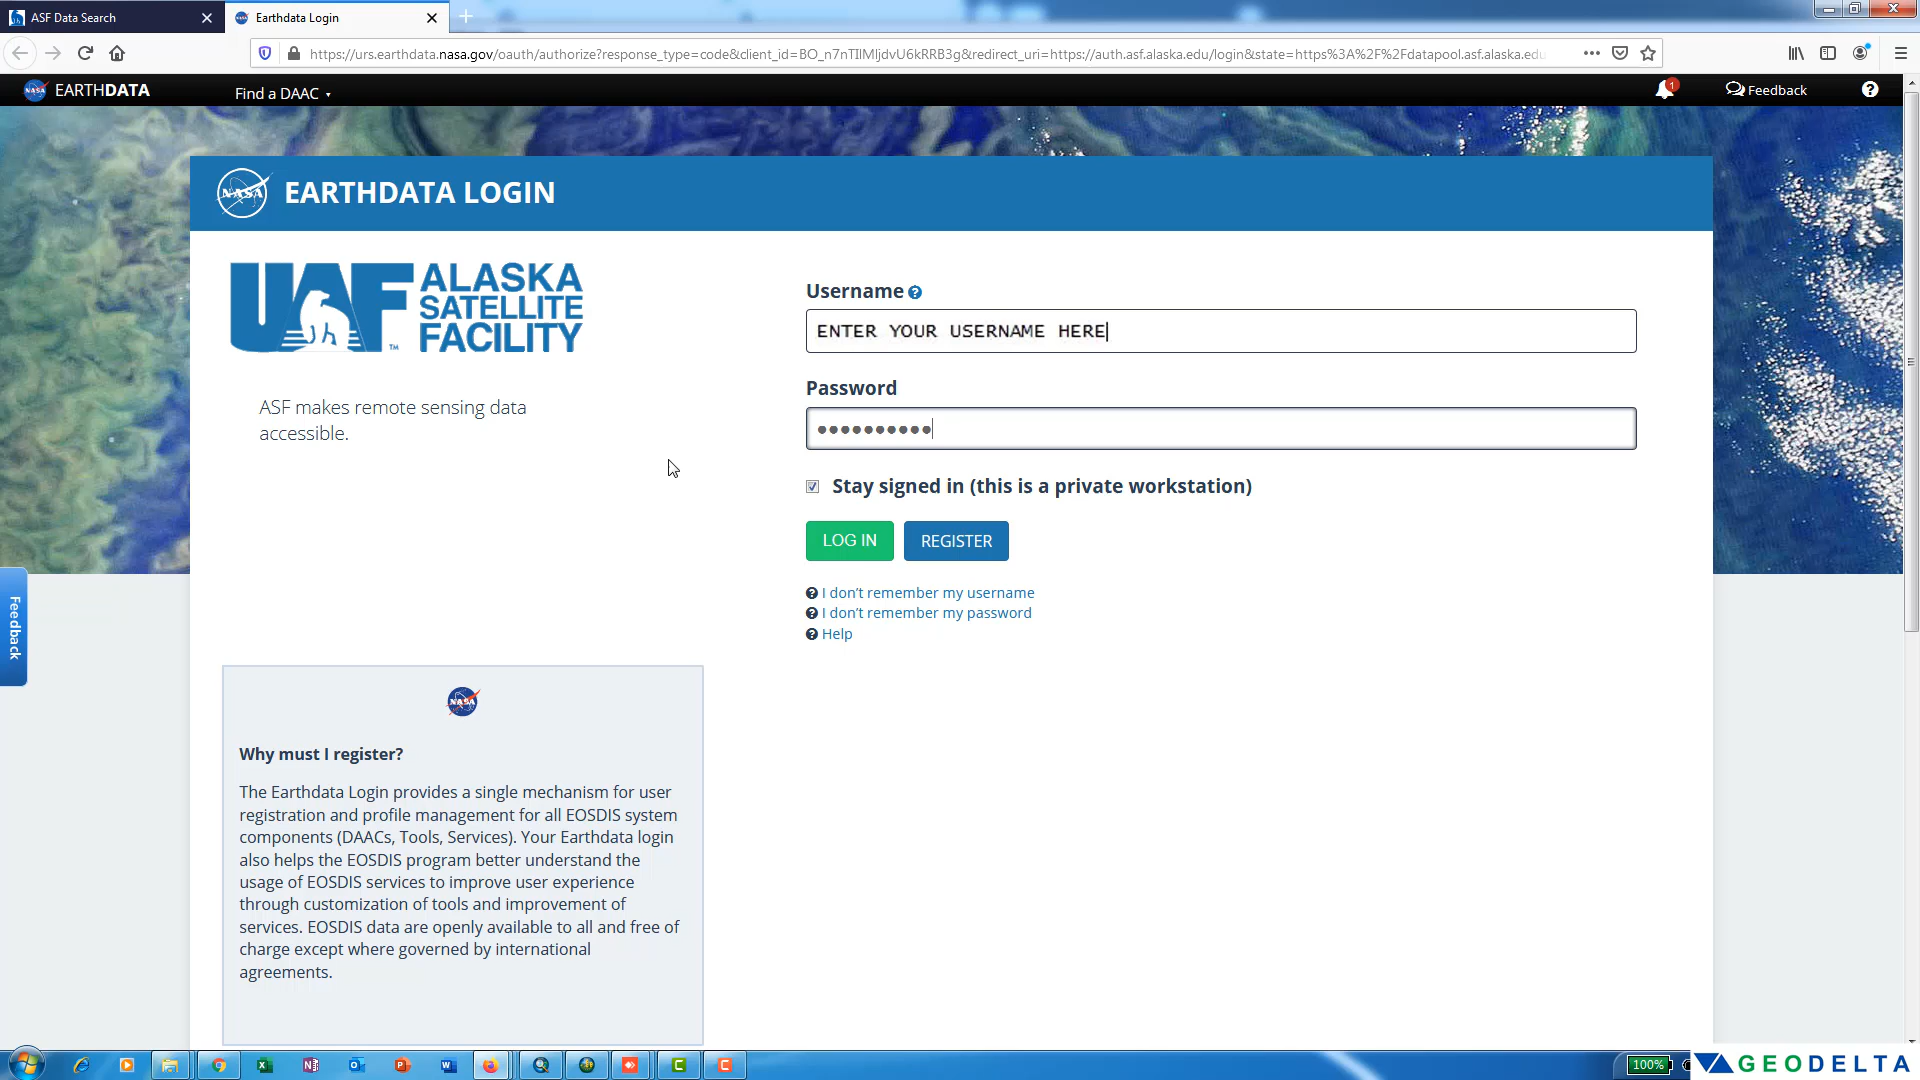 ASF Data Search
Earthdata Login
https://urs.earthdata.nasa.gov/oauth/authorize?response_type=code&client_id=BO_n7nTIlMljdvU6kRRB3g&redirect_uri=https://auth.asf.alaska.edu/login&state=https%3A%2F%2Fdatapool.asf.alaska.edu
NASA EARTHDATA
Find a DAAC
1
Feedback
NASA EARTHDATA LOGIN
UAF ALASKA
SATELLITE
FACILITY
TM
ASF makes remote sensing data
accessible.
Username
ENTER YOUR USERNAME HERE
Password
Stay signed in (this is a private workstation)
LOG IN REGISTER
I don't remember my username
I don't remember my password
Help
Feedback
NASA
Why must I register?
The Earthdata Login provides a single mechanism for user
registration and profile management for all EOSDIS system
components (DAACs, Tools, Services). Your Earthdata login
also helps the EOSDIS program better understand the
usage of EOSDIS services to improve user experience
through customization of tools and improvement of
services. EOSDIS data are openly available to all and free of
charge except where governed by international
agreements.
100%
GEODELTA